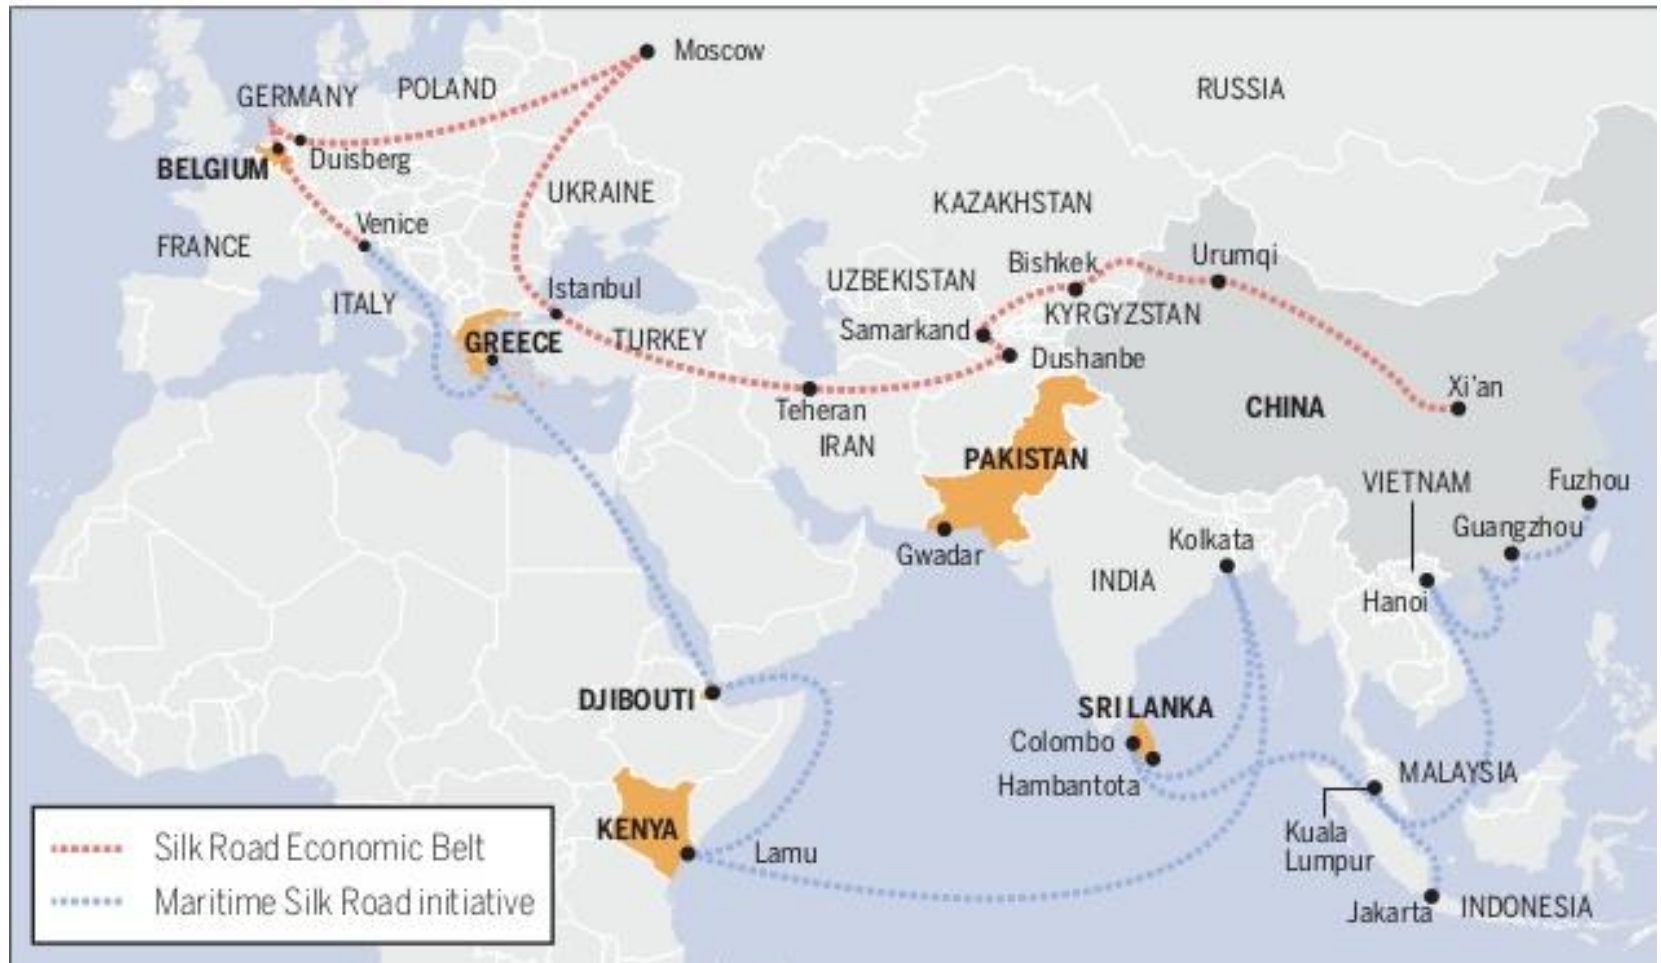 Moscow
GERMANY
POLAND
RUSSIA
BELGIUM
Duisberg
UKRAINE
KAZAKHSTAN
Venice
FRANCE
Bishkek
Urumqi
UZBEKISTAN
Istanbul
ITALY
KYRGYZSTAN
Samarkand
GREECE
TURKEY
Dushanbe
Xi'an
Teheran
CHINA
IRAN
PAKISTAN
VIETNAM
Fuzhou
Guangzhou
Kolkata
Gwadar
INDIA
Hanoi
DJIBOUTI
SRI LANKA
Colombo
Hambantota
MALAYSIA
KENYA
Lamu
Kuala
Lumpur
Jakarta
INDONESIA
Silk Road Economic Belt
Maritime Silk Road initiative